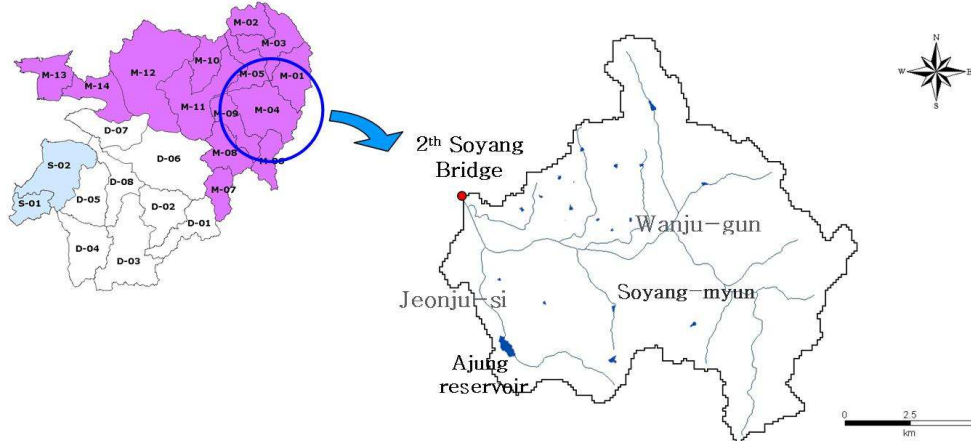 M-02
M-03
M-10
M-13
M-12
M-05
M-01
M-14
M-11
M-09
M-04
D-07
D-06
M-08
S-02
D-08
M-07
S-01
D-05
D-02
D-01
D-04
D-03
2th Soyang
Bridge
N
W
E
S
Wanju-gun
Soyang-myun
Jeonju-si
Ajung
reservoir
0 2.5
km